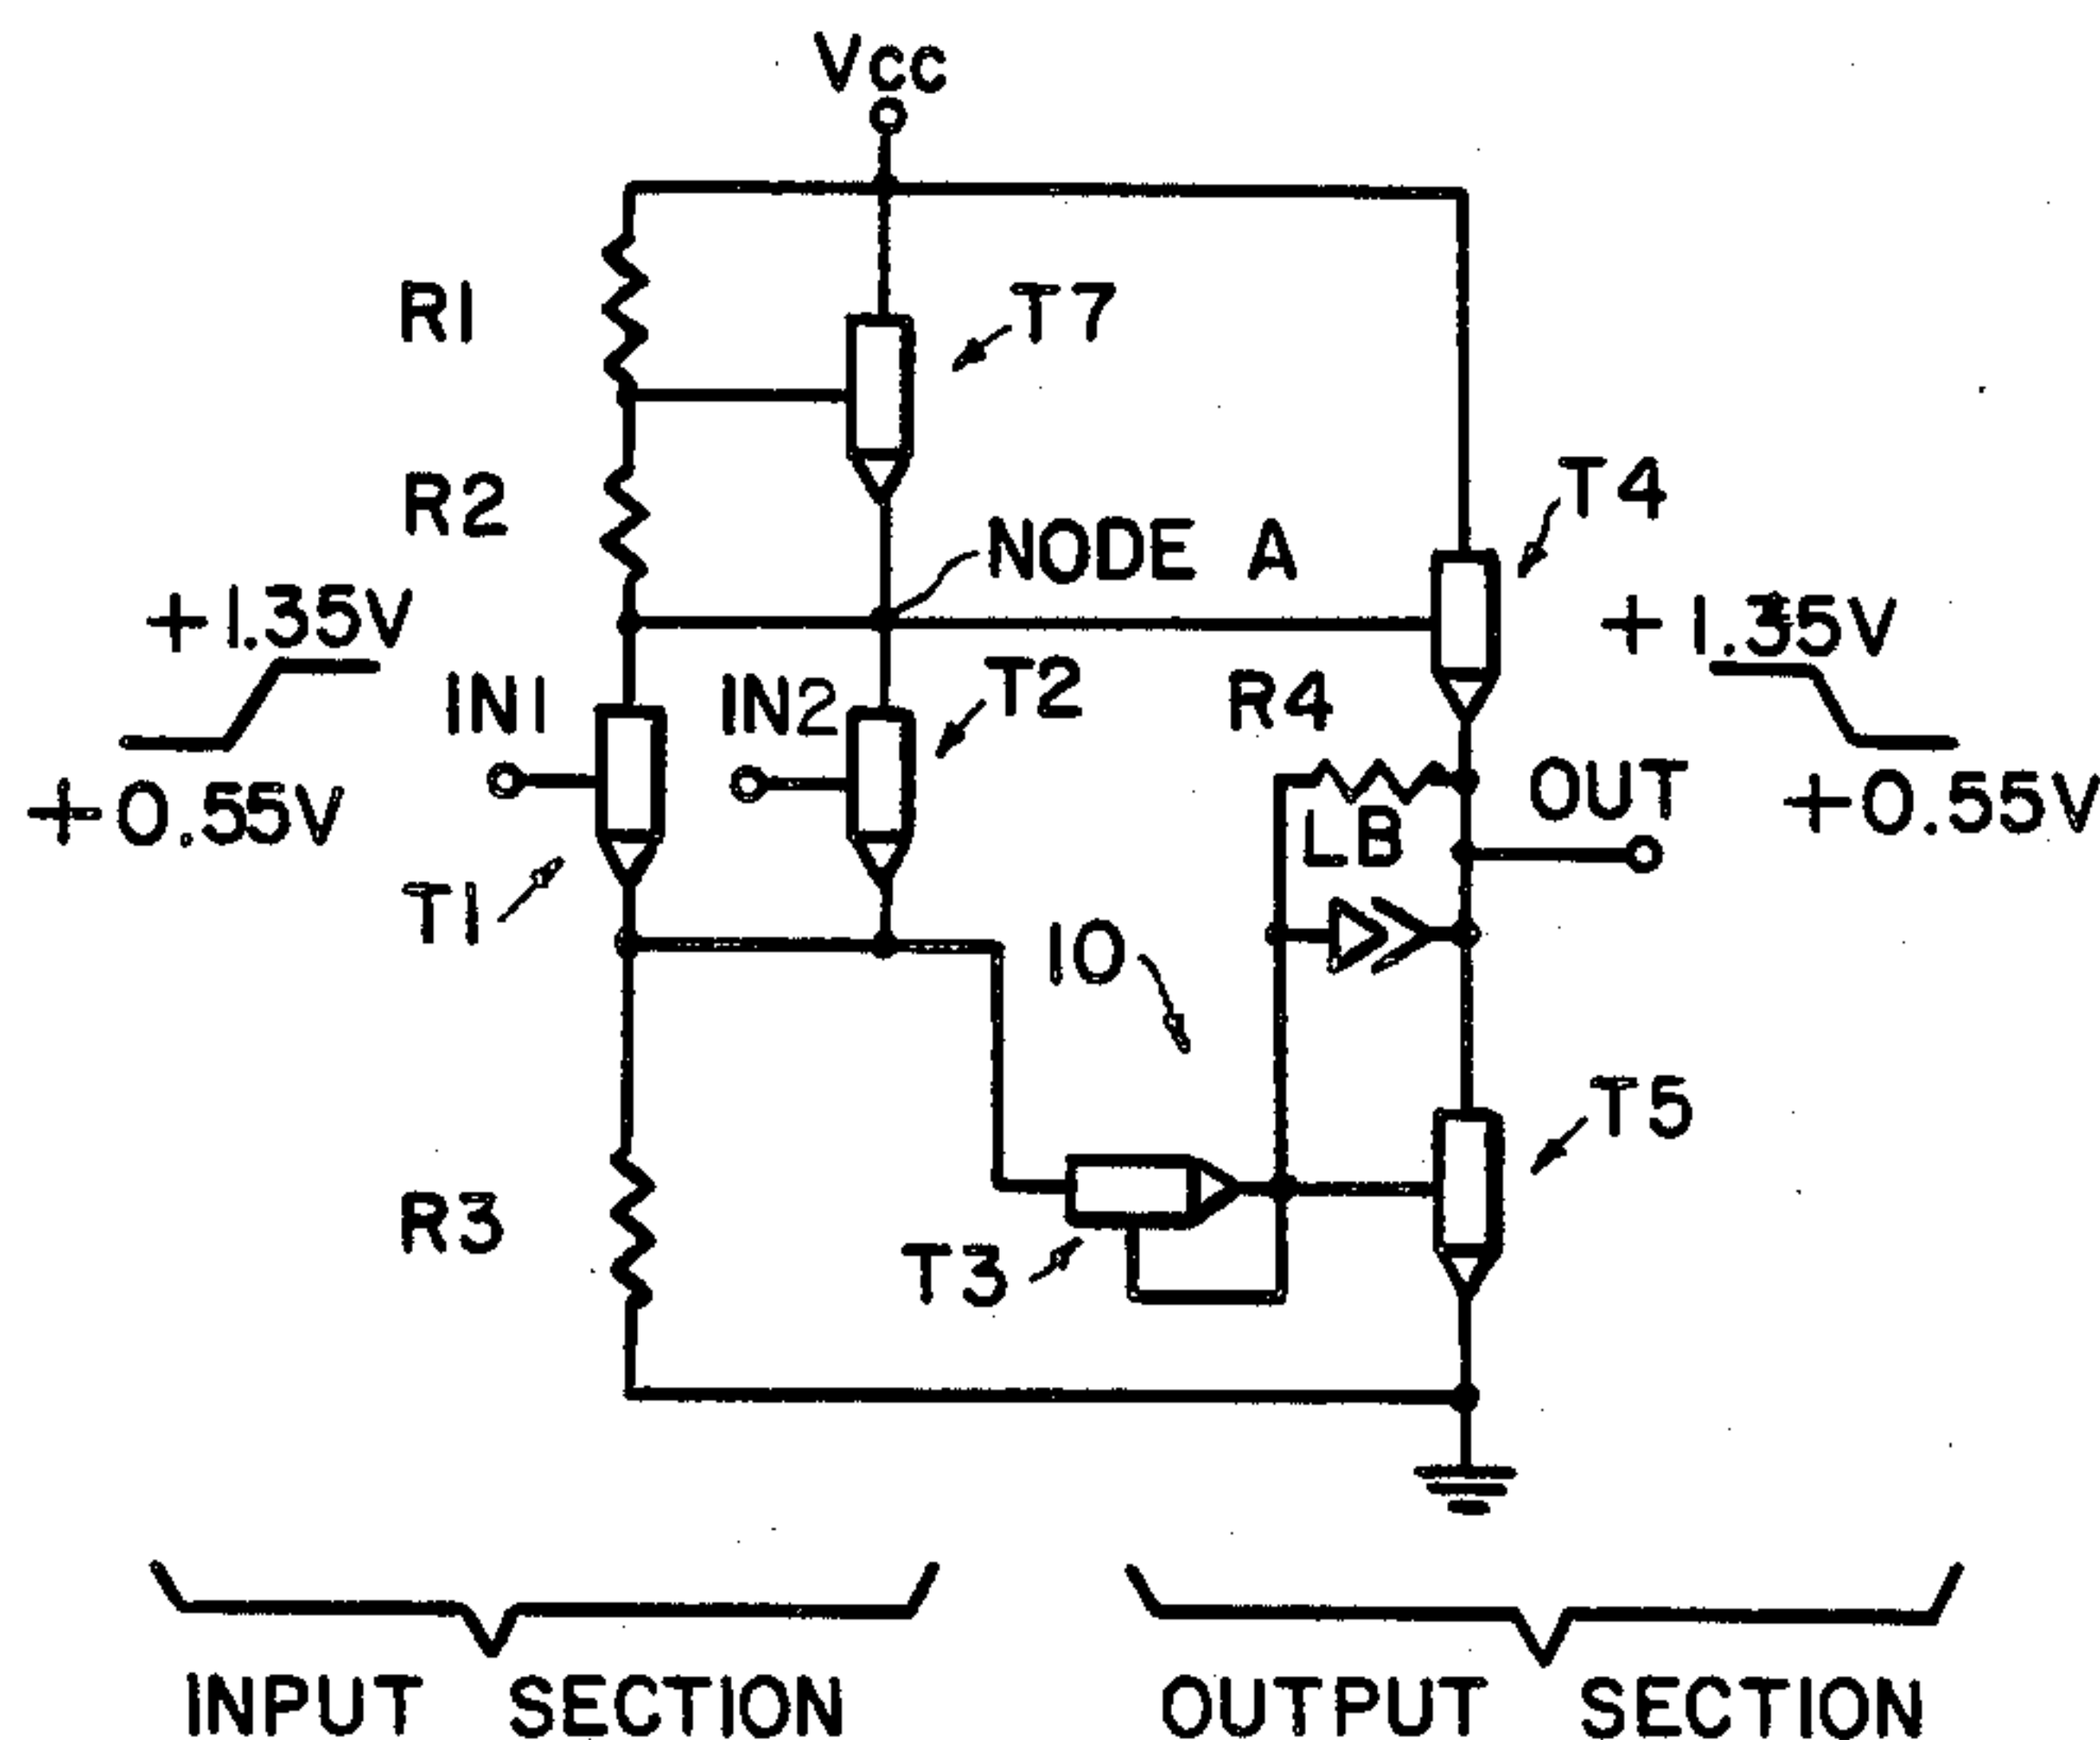 Vcc
R1
T7
R2
NODE A
T4
+1.35V
+1.35V
IN1
IN2
T2
R4
+0.55V
OUT
+0.55V
LB
T1
10
T5
R3
T3
INPUT SECTION
OUTPUT SECTION